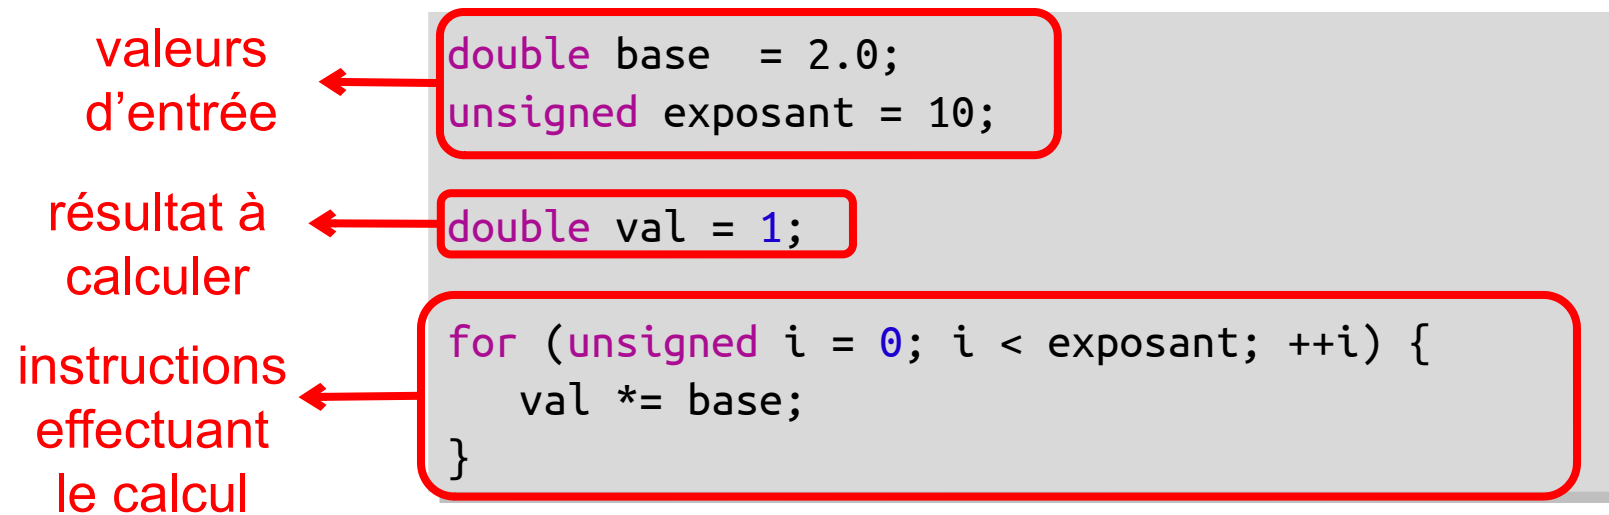 valeurs
d’entrée
double base  = 2.0;
unsigned exposant = 10;
résultat à
calculer
double val = 1;
instructions
effectuant
le calcul
for (unsigned i = 0; i < exposant; ++i) {
   val *= base;
}